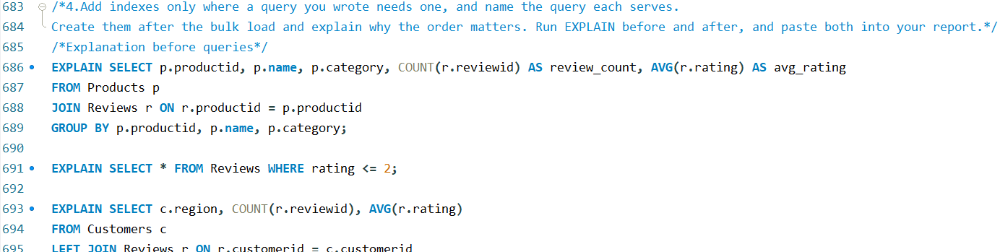 683 /*4.Add indexes only where a query you wrote needs one, and name the query each serves.
684 Create them after the bulk load and explain why the order matters. Run EXPLAIN before and after, and paste both into your report.*/
685 /*Explanation before queries*/
686 EXPLAIN SELECT p.productid, p.name, p.category, COUNT(r.reviewid) AS review_count, AVG(r.rating) AS avg_rating
687 FROM Products p
688 JOIN Reviews r ON r.productid = p.productid
689 GROUP BY p.productid, p.name, p.category;
690
691 EXPLAIN SELECT * FROM Reviews WHERE rating <= 2;
692
693 EXPLAIN SELECT c.region, COUNT(r.reviewid), AVG(r.rating)
694 FROM Customers c
695 LEFT JOIN Reviews r ON r.customerid = c.customerid